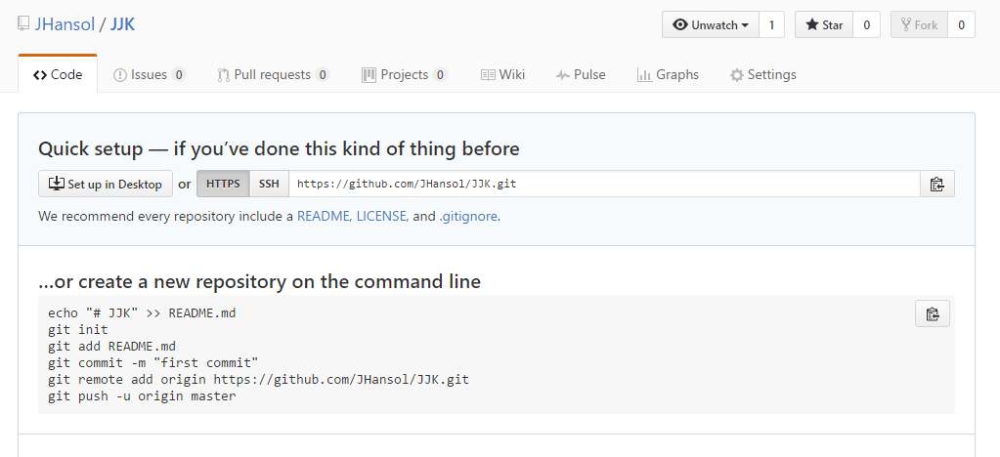 JHansol / JJK
Unwatch 1 Star 0 Fork 0
Code Issues 0 Pull requests 0 Projects 0 Wiki Pulse Graphs Settings
Quick setup — if you’ve done this kind of thing before
Set up in Desktop or HTTPS SSH https://github.com/JHansol/JJK.git
We recommend every repository include a README, LICENSE, and .gitignore.
…or create a new repository on the command line
echo "# JJK" >> README.md
git init
git add README.md
git commit -m "first commit"
git remote add origin https://github.com/JHansol/JJK.git
git push -u origin master